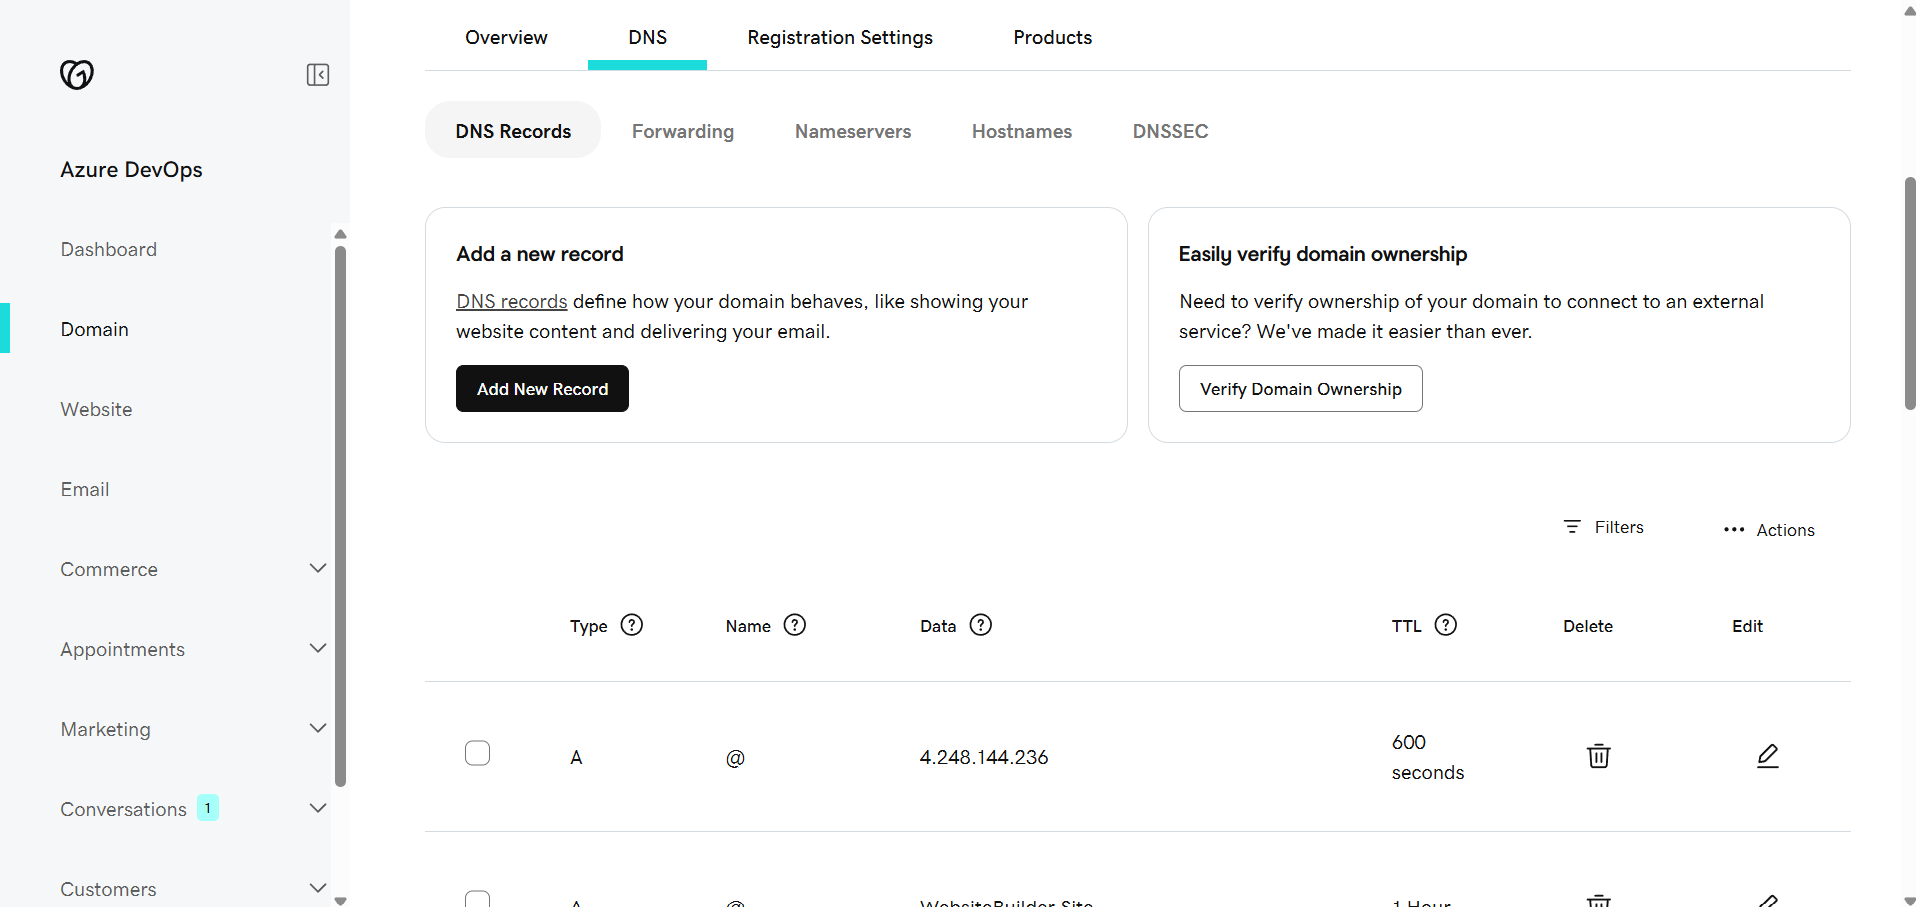 Overview
DNS
Registration Settings
Products
DNS Records
Forwarding
Nameservers
Hostnames
DNSSEC
Azure DevOps
Dashboard
Domain
Website
Email
Commerce
Appointments
Marketing
Conversations 1
Customers
Add a new record
DNS records define how your domain behaves, like showing your
website content and delivering your email.
Add New Record
Easily verify domain ownership
Need to verify ownership of your domain to connect to an external
service? We've made it easier than ever.
Verify Domain Ownership
Filters
Actions
Type
Name
Data
TTL
Delete
Edit
A
@
4.248.144.236
600
seconds
A
@
WebsiteBuilder Site
1 Hour